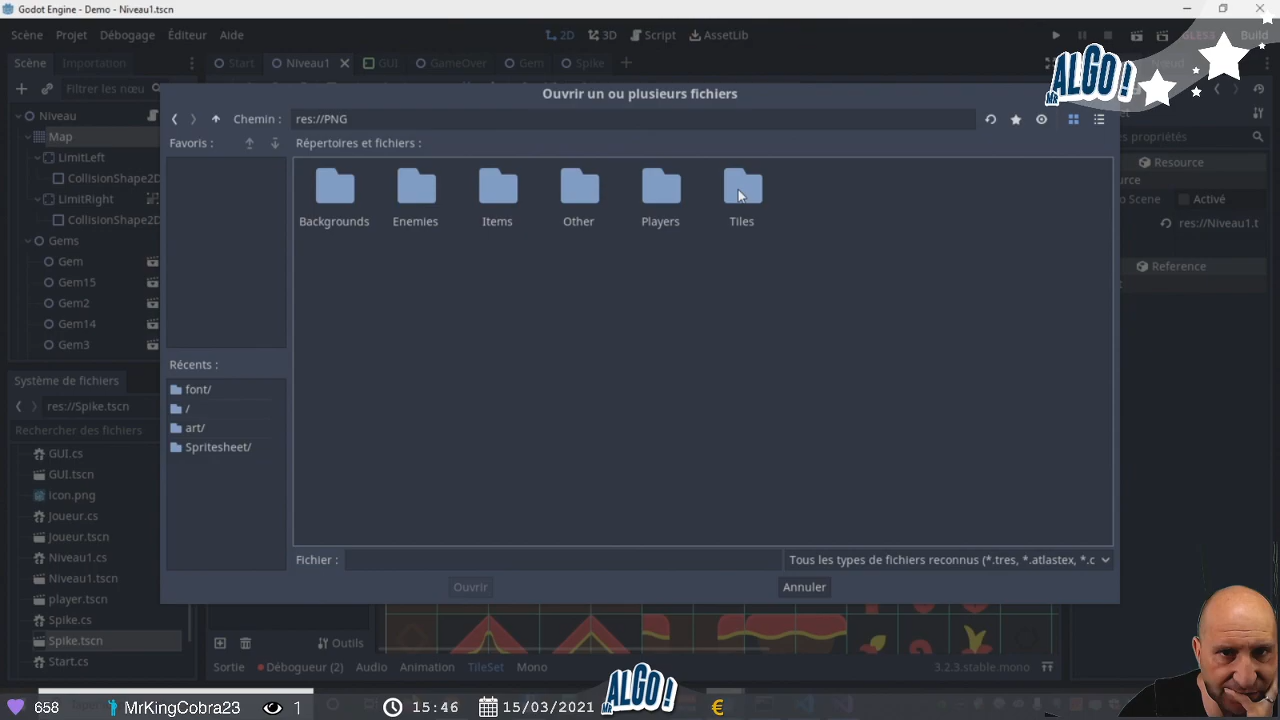 Godot Engine - Demo - Niveau1.tscn
Scène Projet Débogage Éditeur Aide
2D 3D Script AssetLib
GLES3 Build
Scène Importation
Start Niveau1 GUI GameOver Gem Spike
Nœud
Filtrer les nœu
MR ALGO !
Ouvrir un ou plusieurs fichiers
Chemin : res://PNG
Favoris : Répertoires et fichiers :
Niveau
Map
LimitLeft
CollisionShape2D
LimitRight
CollisionShape2D
Gems
Gem
Gem15
Gem2
Gem14
Gem3
Backgrounds Enemies Items Other Players Tiles
propriétés
Resource
Activé
res://Niveau1.t
Reference
Récents :
font/
/
art/
Spritesheet/
Système de fichiers
res://Spike.tscn
Rechercher des fichiers
GUI.cs
GUI.tscn
icon.png
Joueur.cs
Joueur.tscn
Niveau1.cs
Niveau1.tscn
player.tscn
Spike.cs
Spike.tscn
Start.cs
Fichier : Tous les types de fichiers reconnus (*.tres, *.atlastex, *.c
Ouvrir Annuler
Outils
Sortie Débogueur (2) Audio Animation TileSet Mono 3.2.3.stable.mono
658 MrKingCobra23 1 15:46 15/03/2021 MR ALGO ! €